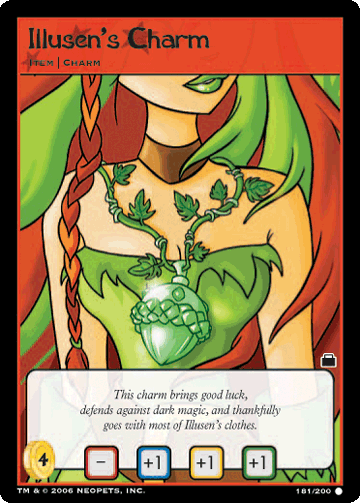 Illusen's Charm
Item | Charm
This charm brings good luck,
defends against dark magic, and thankfully
goes with most of Illusen's clothes.
4
– +1 +1 +1
TM & © 2006 NEOPETS, INC. 181/200